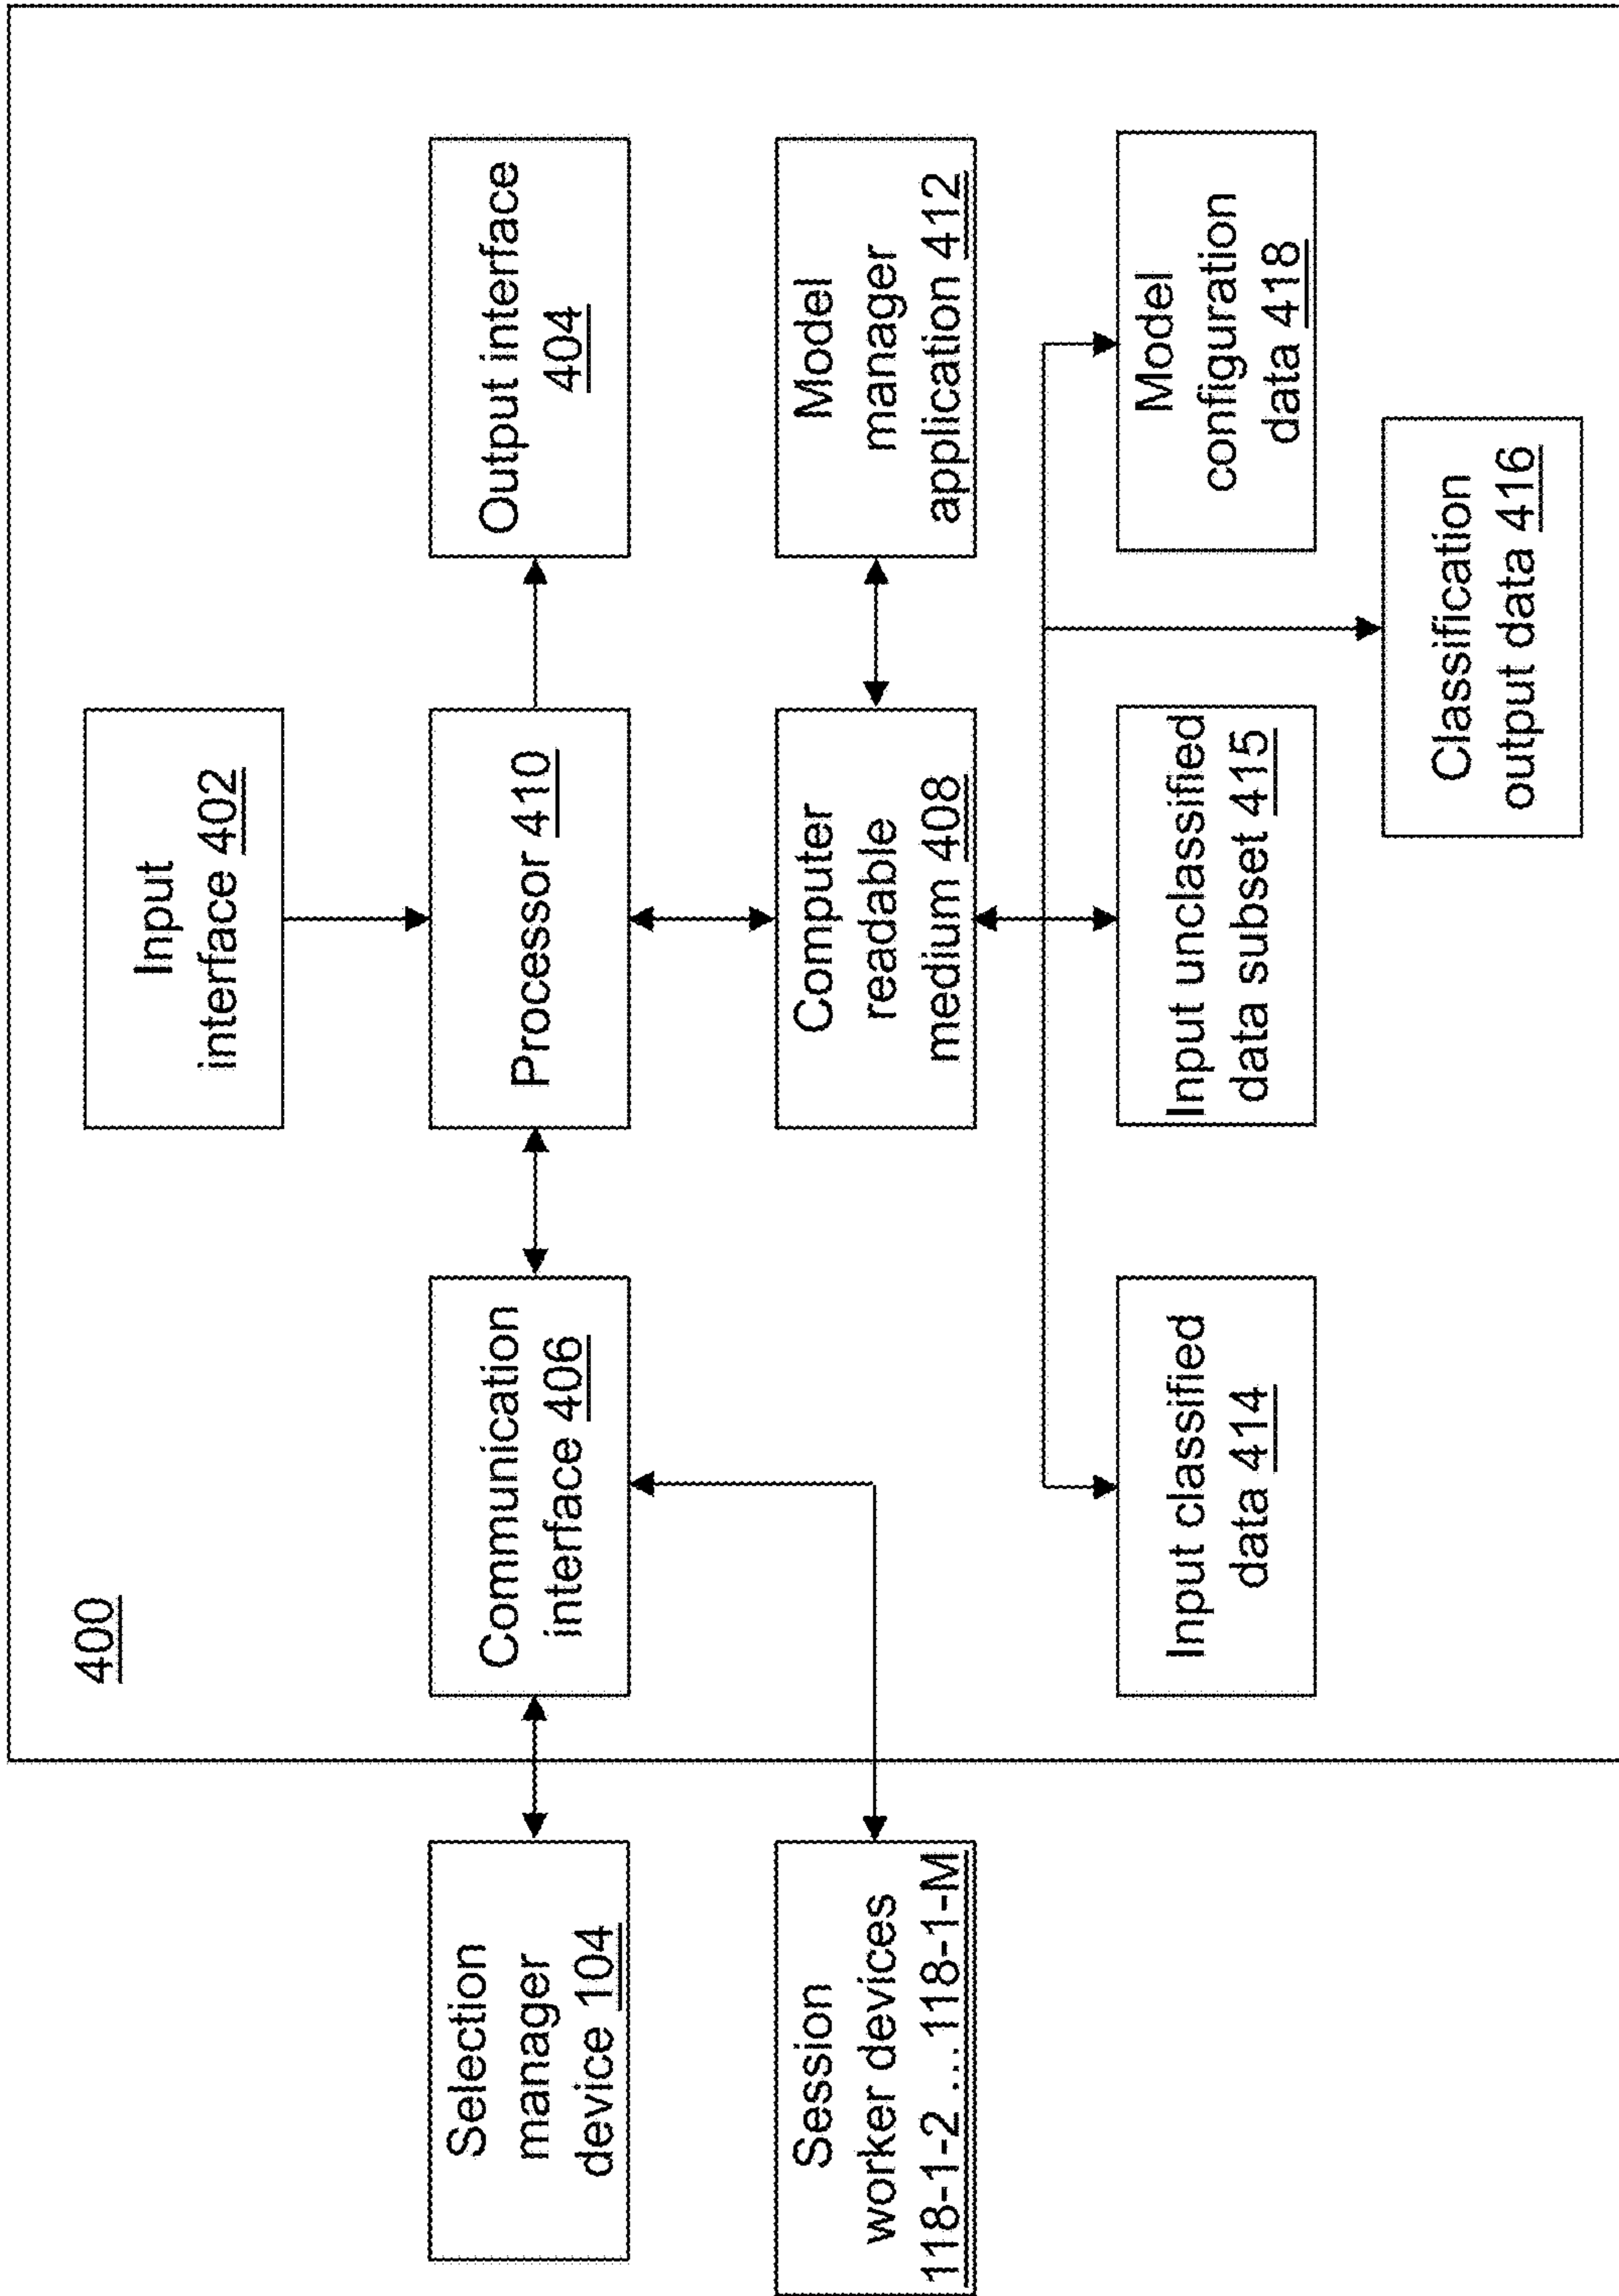 400
Input
interface 402
Selection
manager
device 104
Communication
interface 406
Processor 410
Output interface
404
Session
worker devices
118-1-2 ...118-1-M
Computer
readable
medium 408
Model
manager
application 412
Input classified
data 414
Input unclassified
data subset 415
Model
configuration
data 418
Classification
output data 416